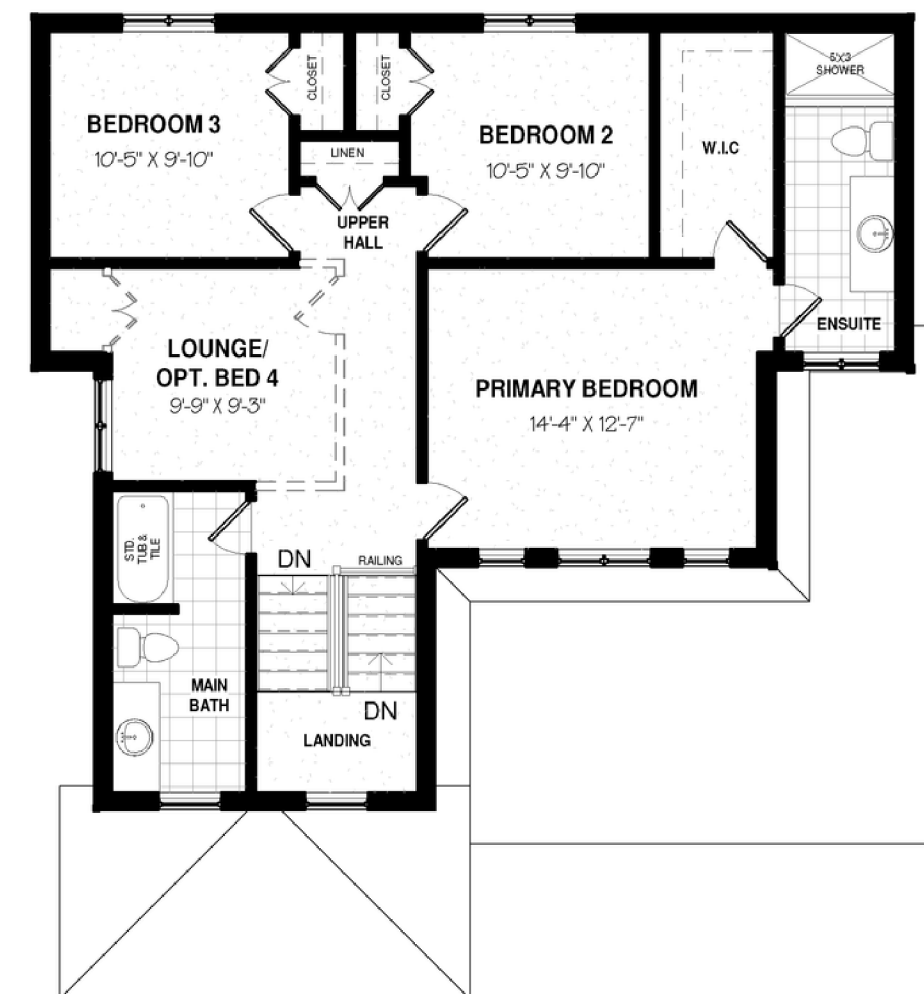 BEDROOM 3
10'-5" X 9'-10"
CLOSET
CLOSET
LINEN
BEDROOM 2
10'-5" X 9'-10"
W.I.C
5X3
SHOWER
UPPER
HALL
ENSUITE
LOUNGE/
OPT. BED 4
9'-9" X 9'-3"
PRIMARY BEDROOM
14'-4" X 12'-7"
STD.
TUB &
TILE
DN
RAILING
MAIN
BATH
DN
LANDING